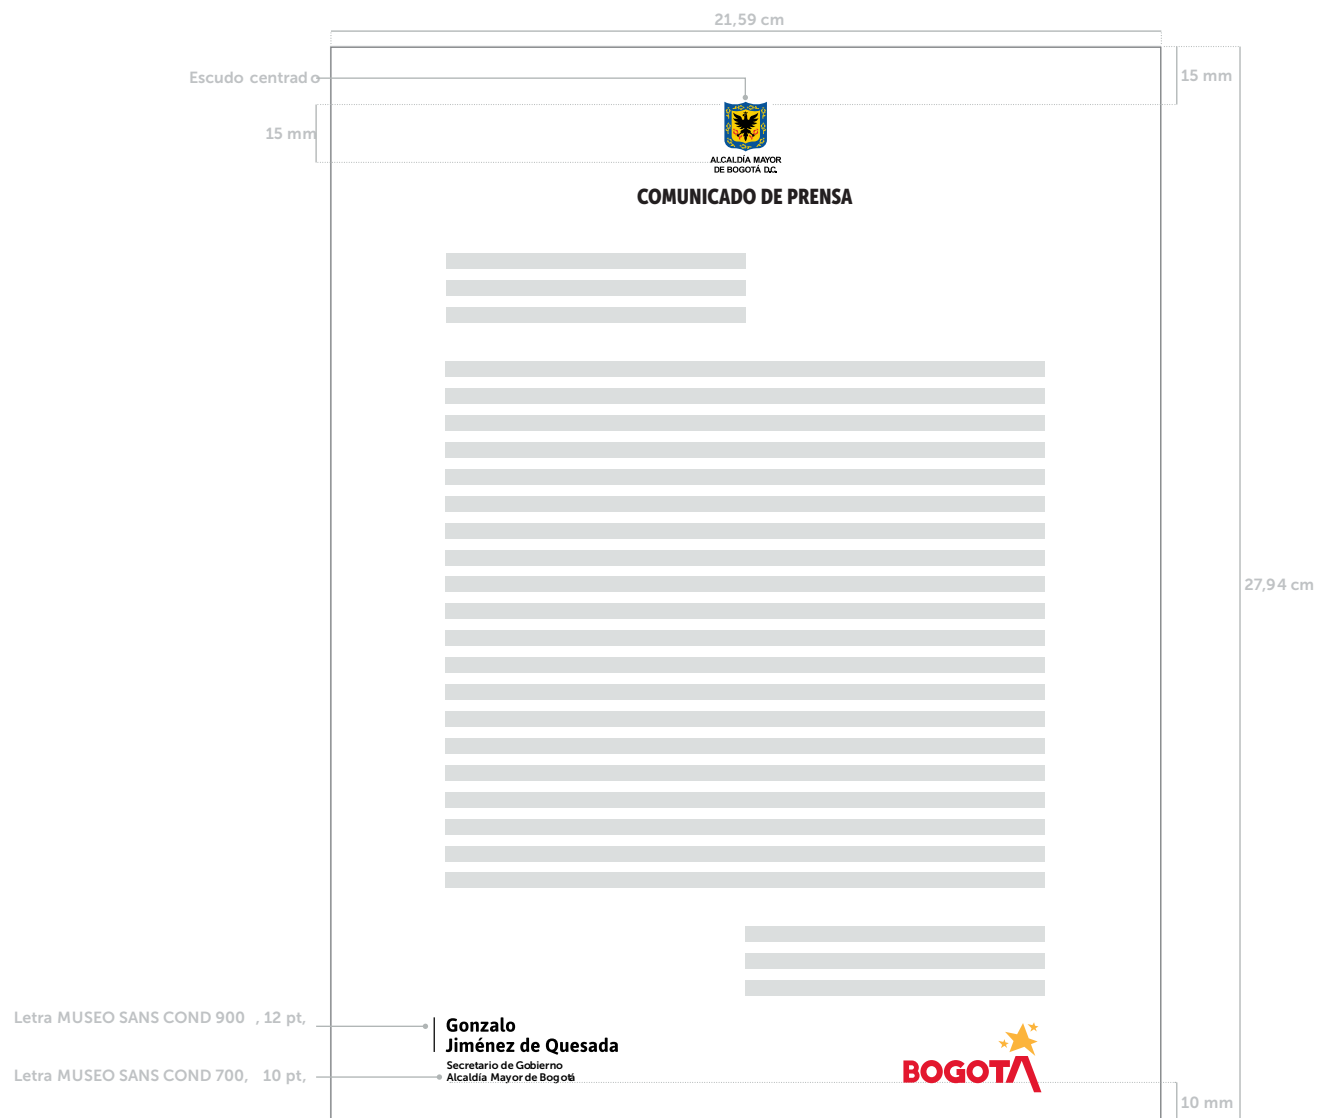 21,59 cm
Escudo centrado
15 mm
15 mm
ALCALDÍA MAYOR
DE BOGOTÁ D.C.
COMUNICADO DE PRENSA
27,94 cm
Letra MUSEO SANS COND 900 , 12 pt,
Gonzalo
Jiménez de Quesada
Secretario de Gobierno
Letra MUSEO SANS COND 700, 10 pt,
Alcaldía Mayor de Bogotá
BOGOTÁ
10 mm